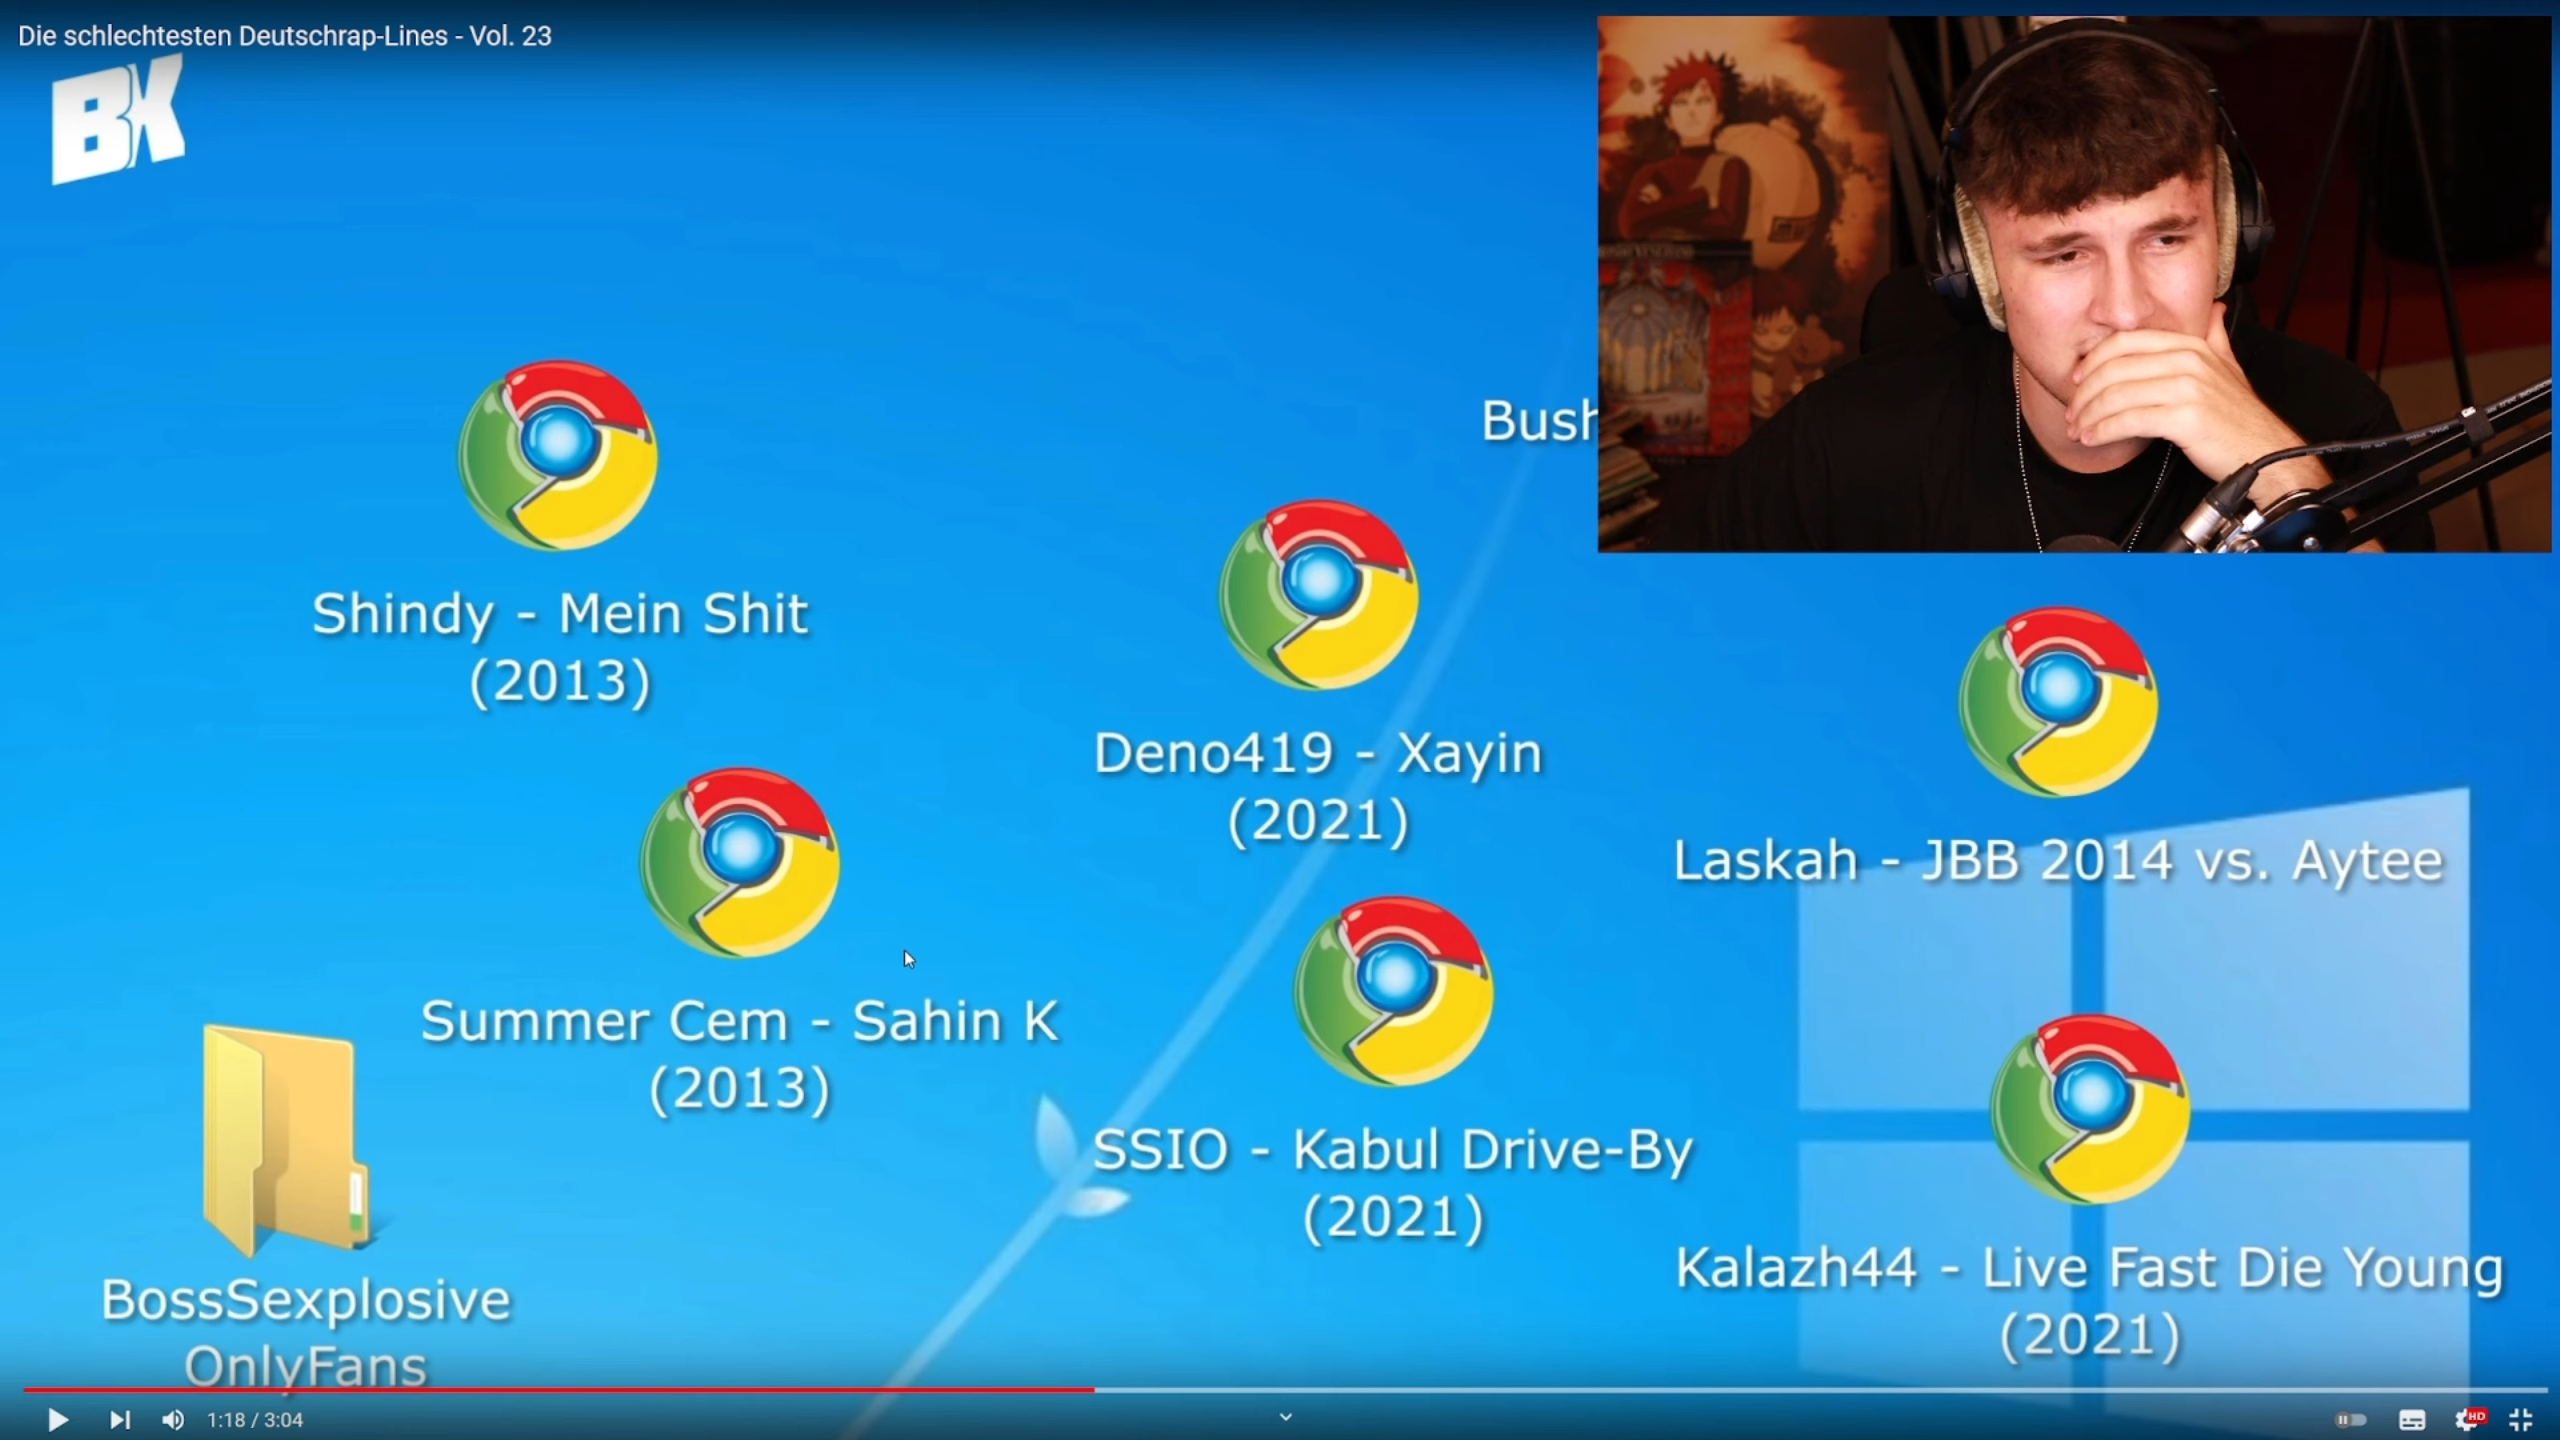 Die schlechtesten Deutschrap-Lines - Vol. 23
BK
Bush
Shindy - Mein Shit
(2013)
Deno419 - Xayin
(2021)
Laskah - JBB 2014 vs. Aytee
Summer Cem - Sahin K
(2013)
SSIO - Kabul Drive-By
(2021)
Kalazh44 - Live Fast Die Young
(2021)
BossSexplosive
OnlyFans
1:18 / 3:04
HD